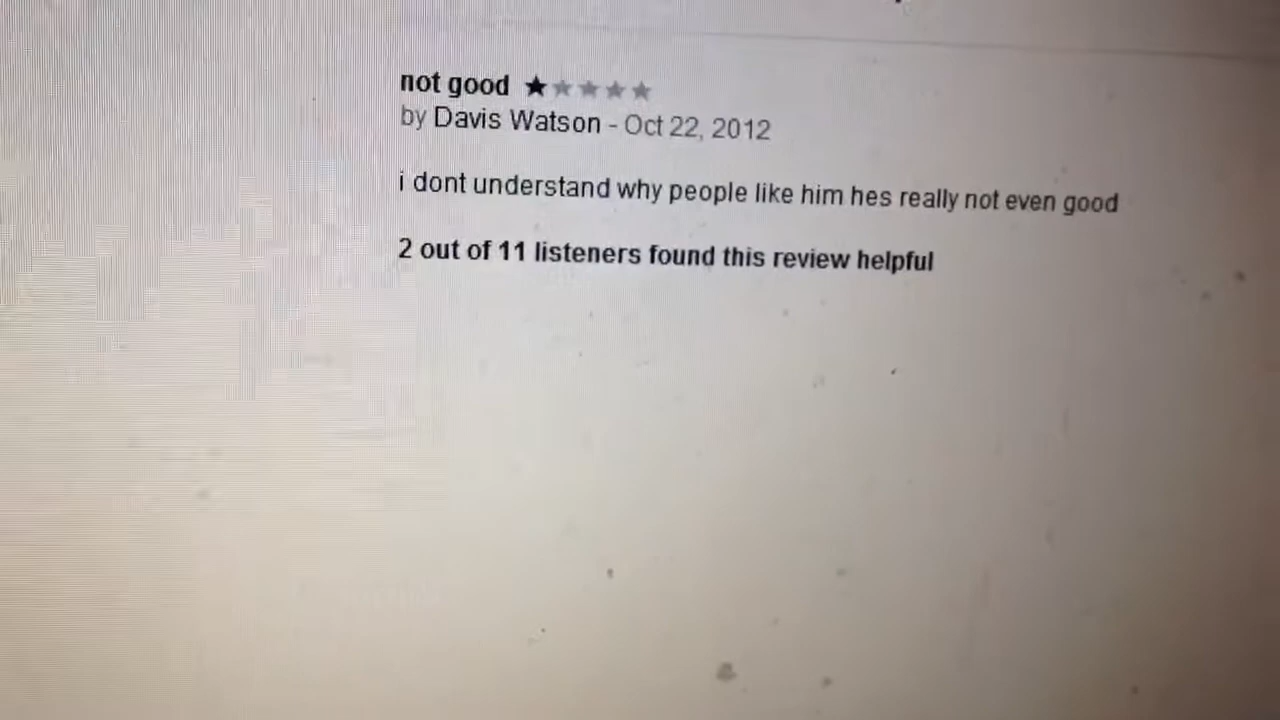 not good ★★★★★
by Davis Watson - Oct 22, 2012
i dont understand why people like him hes really not even good
2 out of 11 listeners found this review helpful